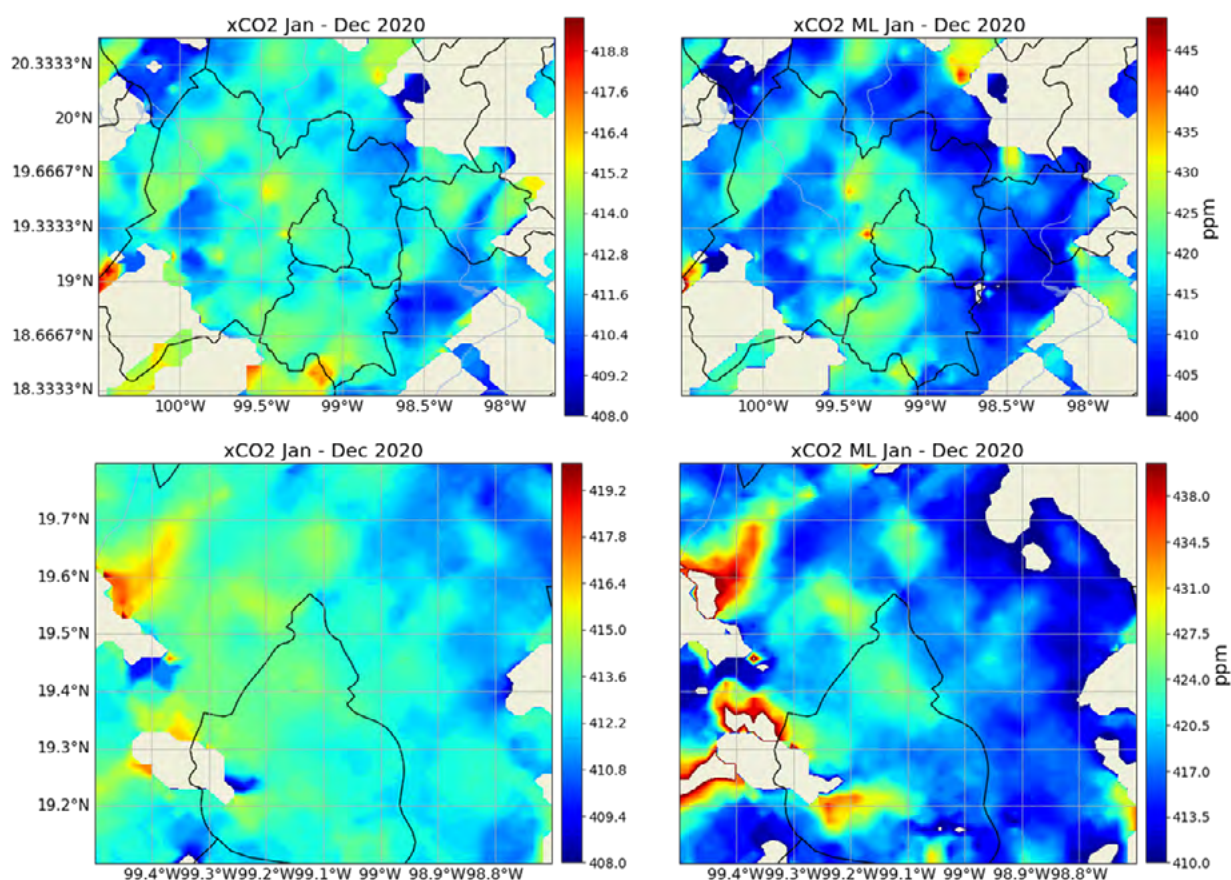 xCO2 Jan - Dec 2020
20.3333°N
20°N
19.6667°N
19.3333°N
19°N
18.6667°N
18.3333°N
100°W 99.5°W 99°W 98.5°W 98°W
418.8
417.6
416.4
415.2
414.0
412.8
411.6
410.4
409.2
408.0
xCO2 ML Jan - Dec 2020
100°W 99.5°W 99°W 98.5°W 98°W
445
440
435
430
425
420
415
410
405
400
ppm
xCO2 Jan - Dec 2020
19.7°N
19.6°N
19.5°N
19.4°N
19.3°N
19.2°N
99.4°W99.3°W99.2°W99.1°W 99°W 98.9°W98.8°W
419.2
417.8
416.4
415.0
413.6
412.2
410.8
409.4
408.0
xCO2 ML Jan - Dec 2020
99.4°W99.3°W99.2°W99.1°W 99°W 98.9°W98.8°W
438.0
434.5
431.0
427.5
424.0
420.5
417.0
413.5
410.0
ppm